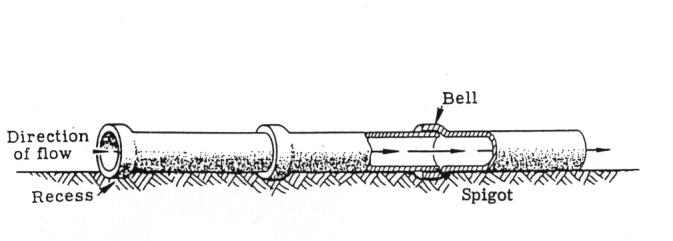 Bell
Direction
of flow
Recess
Spigot